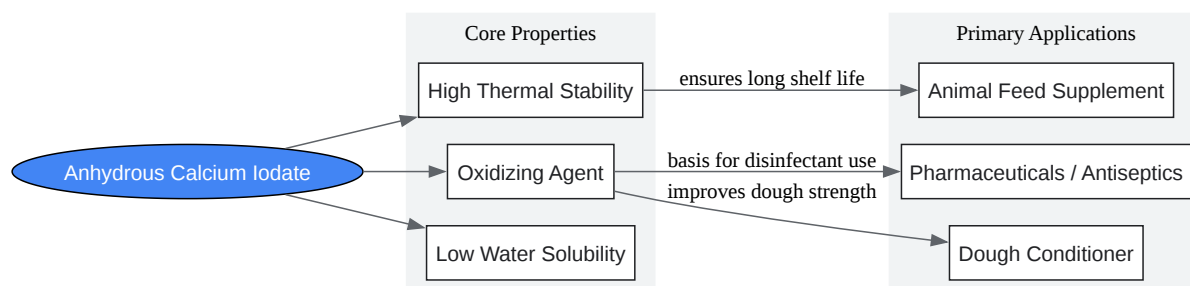 Core Properties
Primary Applications
High Thermal Stability
ensures long shelf life
Animal Feed Supplement
Anhydrous Calcium Iodate
Oxidizing Agent
basis for disinfectant use
Pharmaceuticals / Antiseptics
improves dough strength
Low Water Solubility
Dough Conditioner